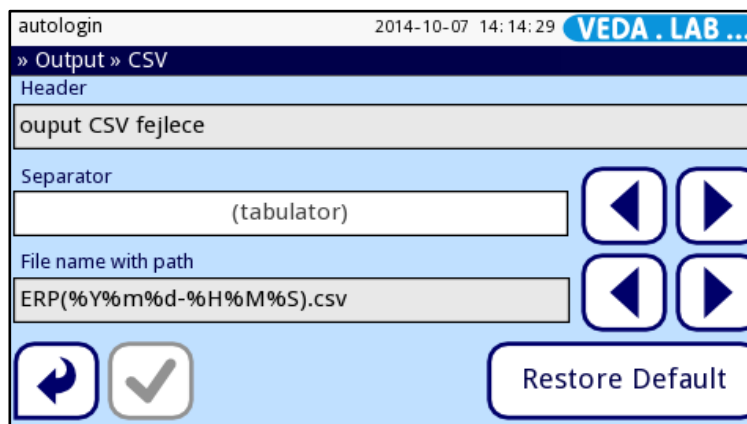 autologin 2014-10-07 14:14:29 VEDA . LAB ...
» Output » CSV
Header
ouput CSV fejlece
Separator
(tabulator)
File name with path
ERP(%Y%m%d-%H%M%S).csv
Restore Default